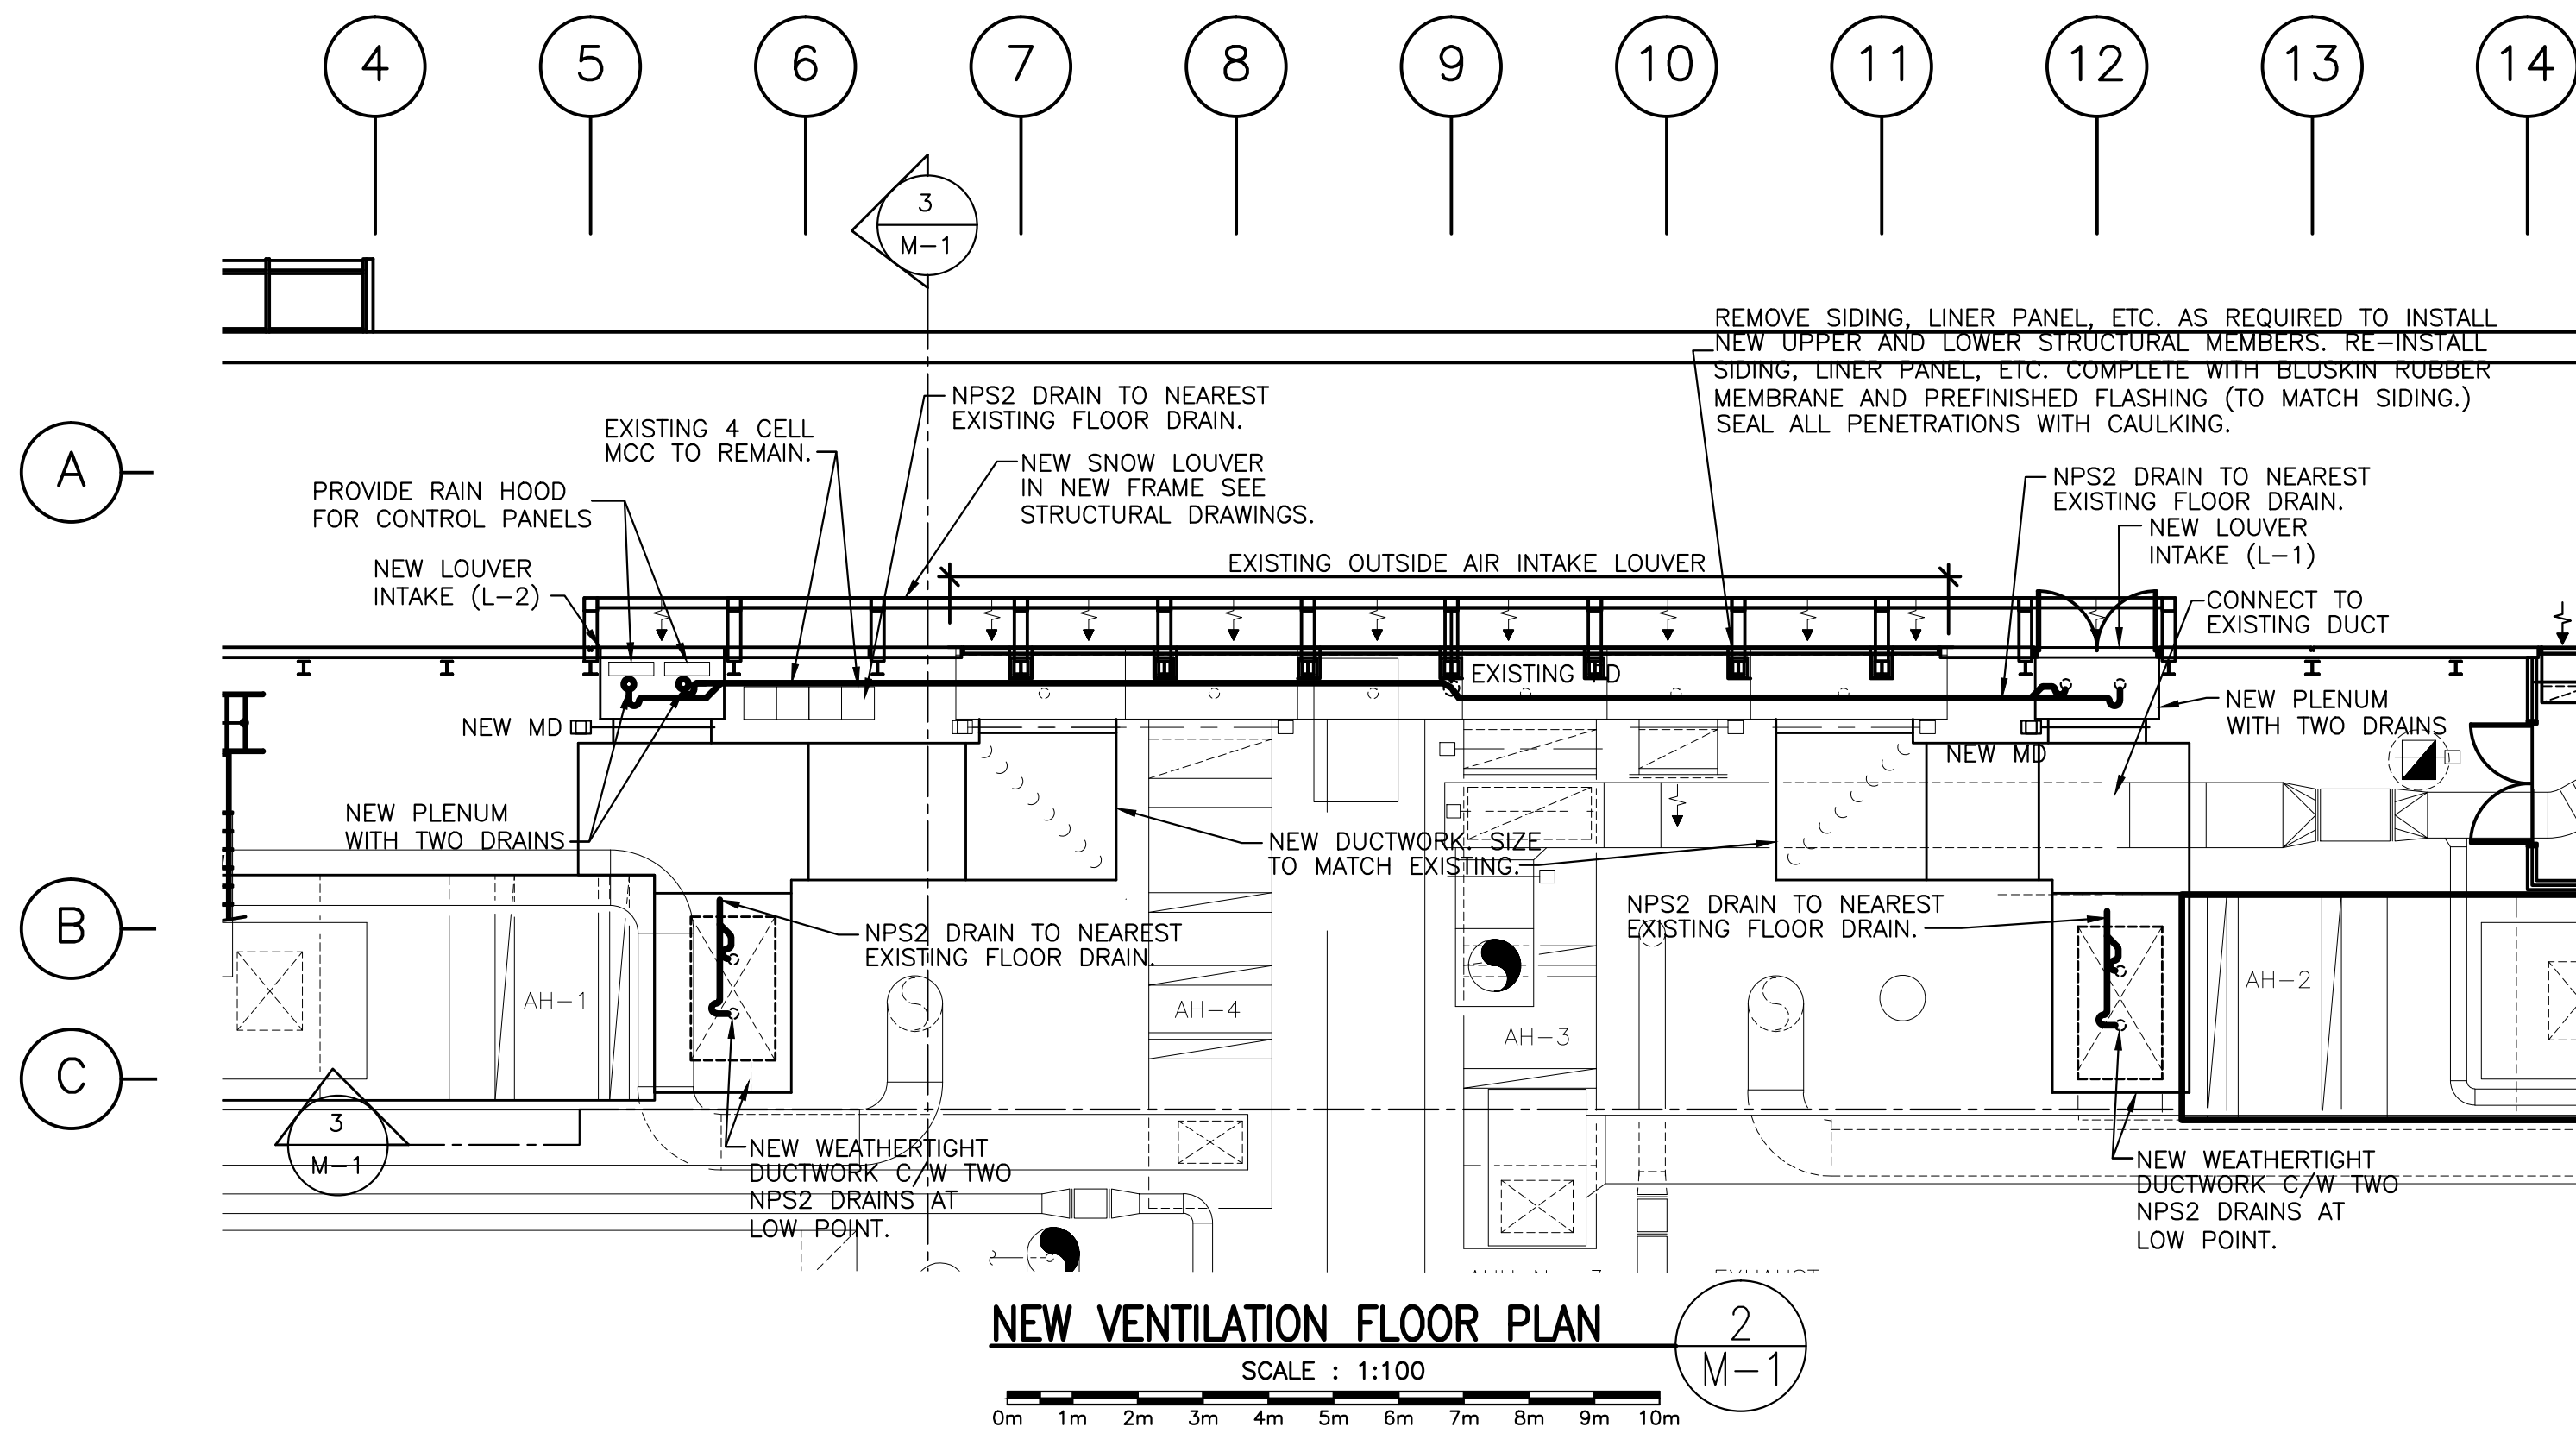 4
5
6
7
8
9
10
11
12
13
14
3
M-1
REMOVE SIDING, LINER PANEL, ETC. AS REQUIRED TO INSTALL
NEW UPPER AND LOWER STRUCTURAL MEMBERS. RE-INSTALL
SIDING, LINER PANEL, ETC. COMPLETE WITH BLUSKIN RUBBER
MEMBRANE AND PREFINISHED FLASHING (TO MATCH SIDING.)
SEAL ALL PENETRATIONS WITH CAULKING.
NPS2 DRAIN TO NEAREST
EXISTING FLOOR DRAIN.
EXISTING 4 CELL
MCC TO REMAIN.
A
NEW SNOW LOUVER
IN NEW FRAME SEE
STRUCTURAL DRAWINGS.
NPS2 DRAIN TO NEAREST
EXISTING FLOOR DRAIN.
PROVIDE RAIN HOOD
FOR CONTROL PANELS
NEW LOUVER
INTAKE (L-1)
NEW LOUVER
INTAKE (L-2)
EXISTING OUTSIDE AIR INTAKE LOUVER
CONNECT TO
EXISTING DUCT
EXISTING MD
NEW PLENUM
WITH TWO DRAINS
NEW MD
NEW MD
NEW PLENUM
WITH TWO DRAINS
NEW DUCTWORK. SIZE
TO MATCH EXISTING.
B
NPS2 DRAIN TO NEAREST
EXISTING FLOOR DRAIN.
NPS2 DRAIN TO NEAREST
EXISTING FLOOR DRAIN.
AH-1
AH-4
AH-3
AH-2
C
3
M-1
NEW WEATHERTIGHT
DUCTWORK C/W TWO
NPS2 DRAINS AT
LOW POINT.
NEW WEATHERTIGHT
DUCTWORK C/W TWO
NPS2 DRAINS AT
LOW POINT.
EXHAUST
NEW VENTILATION FLOOR PLAN
2
M-1
SCALE : 1:100
0m 1m 2m 3m 4m 5m 6m 7m 8m 9m 10m